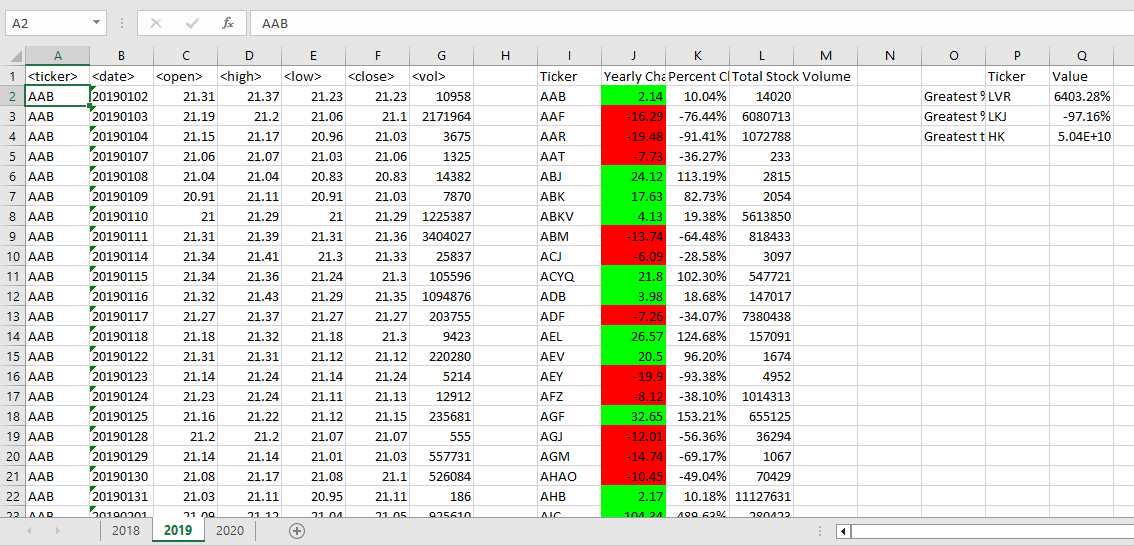 A2 fx AAB
A B C D E F G H I J K L M N O P Q
1 <ticker> <date> <open> <high> <low> <close> <vol> Ticker Yearly Cha Percent Cl Total Stock Volume Ticker Value
2 AAB 20190102 21.31 21.37 21.23 21.23 10958 AAB 2.14 10.04% 14020 Greatest % LVR 6403.28%
3 AAB 20190103 21.19 21.2 21.06 21.1 2171964 AAF -16.29 -76.44% 6080713 Greatest % LKJ -97.16%
4 AAB 20190104 21.15 21.17 20.96 21.03 3675 AAR -19.48 -91.41% 1072788 Greatest t HK 5.04E+10
5 AAB 20190107 21.06 21.07 21.03 21.06 1325 AAT -7.73 -36.27% 233
6 AAB 20190108 21.04 21.04 20.83 20.83 14382 ABJ 24.12 113.19% 2815
7 AAB 20190109 20.91 21.11 20.91 21.03 7870 ABK 17.63 82.73% 2054
8 AAB 20190110 21 21.29 21 21.29 1225387 ABKV 4.13 19.38% 5613850
9 AAB 20190111 21.31 21.39 21.31 21.36 3404027 ABM -13.74 -64.48% 818433
10 AAB 20190114 21.34 21.41 21.3 21.33 25837 ACJ -6.09 -28.58% 3097
11 AAB 20190115 21.34 21.36 21.24 21.3 105596 ACYQ 21.8 102.30% 547721
12 AAB 20190116 21.32 21.43 21.29 21.35 1094876 ADB 3.98 18.68% 147017
13 AAB 20190117 21.27 21.37 21.27 21.27 203755 ADF -7.26 -34.07% 7380438
14 AAB 20190118 21.18 21.32 21.18 21.3 9423 AEL 26.57 124.68% 157091
15 AAB 20190122 21.31 21.31 21.12 21.12 220280 AEV 20.5 96.20% 1674
16 AAB 20190123 21.14 21.24 21.14 21.24 5214 AEY -19.9 -93.38% 4952
17 AAB 20190124 21.23 21.24 21.11 21.13 12912 AFZ -8.12 -38.10% 1014313
18 AAB 20190125 21.16 21.22 21.12 21.15 235681 AGF 32.65 153.21% 655125
19 AAB 20190128 21.2 21.2 21.07 21.07 555 AGJ -12.01 -56.36% 36294
20 AAB 20190129 21.14 21.14 21.01 21.03 557731 AGM -14.74 -69.17% 1067
21 AAB 20190130 21.08 21.17 21.08 21.1 526084 AHAO -10.45 -49.04% 70429
22 AAB 20190131 21.03 21.11 20.95 21.11 186 AHB 2.17 10.18% 11127631
23 AAB 20190201 21.09 21.12 21.04 21.05 925610 104.34 489.63% 280423
2018 2019 2020